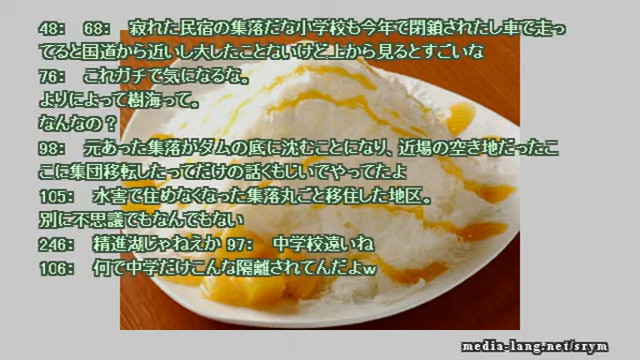 48:　68:　寂れた民宿の集落だな小学校も今年で閉鎖されたし車で走っ
てると国道から近いし大したことないけど上から見るとすごいな
76:　これガチで気になるな。
よりによって樹海って。
なんなの？
98:　元あった集落がダムの底に沈むことになり、近場の空き地だったこ
こに集団移転したってだけの話くもしいてやってたよ
105:　水害で住めなくなった集落丸ごと移住した地区。
別に不思議でもなんでもない
246:　精進湖じゃねえか 97:　中学校遠いね
106:　何で中学だけこんな隔離されてんだよw
media-lang-net/srym